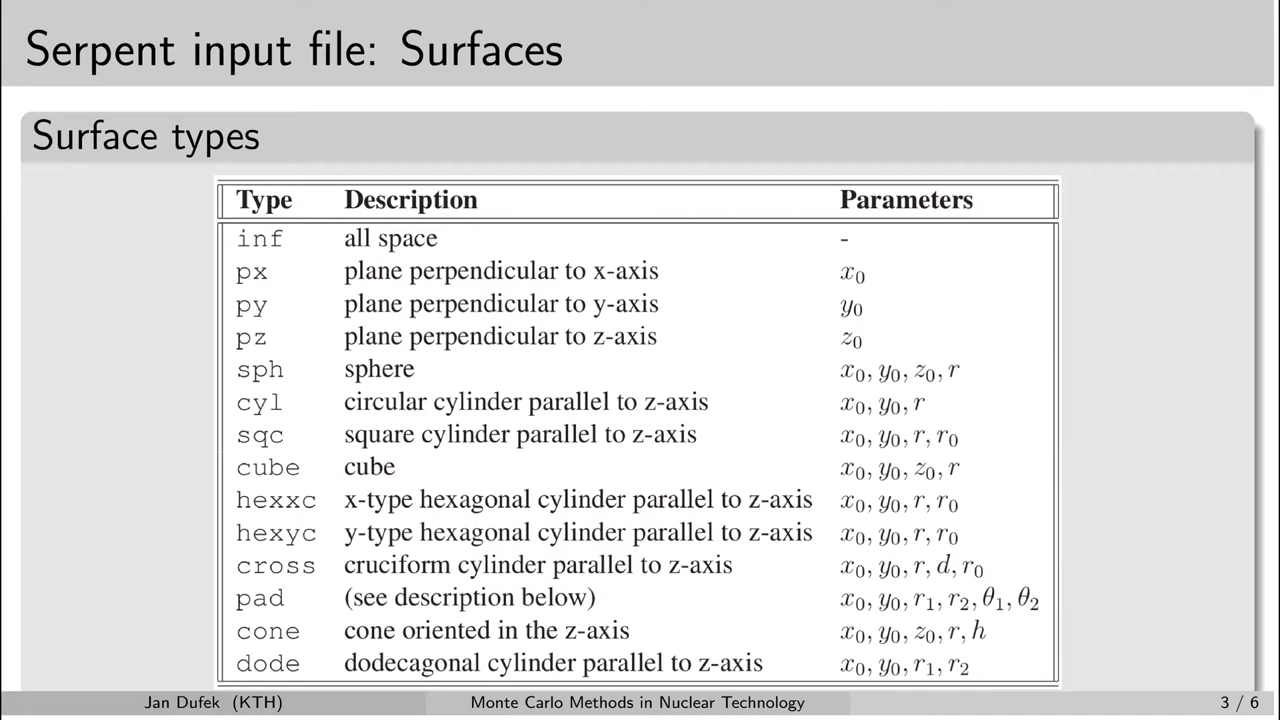 Serpent input file: Surfaces
Surface types
Type Description Parameters
inf all space -
px plane perpendicular to x-axis x₀
py plane perpendicular to y-axis y₀
pz plane perpendicular to z-axis z₀
sph sphere x₀, y₀, z₀, r
cyl circular cylinder parallel to z-axis x₀, y₀, r
sqc square cylinder parallel to z-axis x₀, y₀, r, r₀
cube cube x₀, y₀, z₀, r
hexxc x-type hexagonal cylinder parallel to z-axis x₀, y₀, r, r₀
hexyc y-type hexagonal cylinder parallel to z-axis x₀, y₀, r, r₀
cross cruciform cylinder parallel to z-axis x₀, y₀, r, d, r₀
pad (see description below) x₀, y₀, r₁, r₂, θ₁, θ₂
cone cone oriented in the z-axis x₀, y₀, z₀, r, h
dode dodecagonal cylinder parallel to z-axis x₀, y₀, r₁, r₂
Jan Dufek (KTH) Monte Carlo Methods in Nuclear Technology 3 / 6